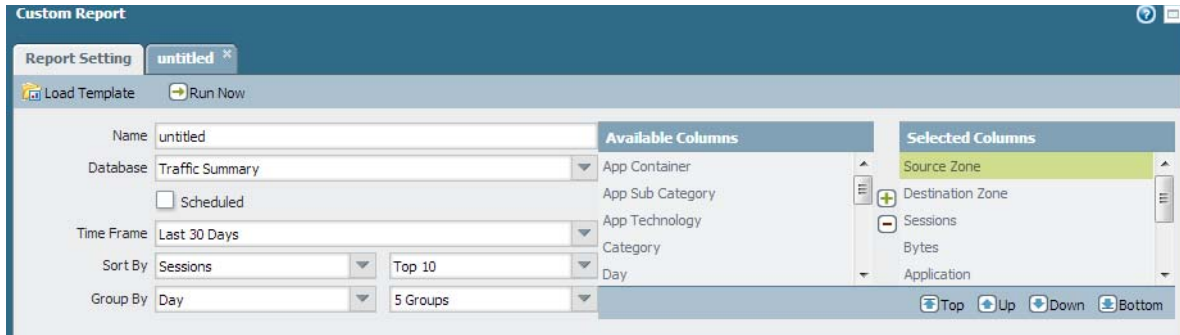 Custom Report
Report Setting untitled
Load Template Run Now
Name untitled
Database Traffic Summary
Scheduled
Time Frame Last 30 Days
Sort By Sessions Top 10
Group By Day 5 Groups
Available Columns
App Container
App Sub Category
App Technology
Category
Day
Selected Columns
Source Zone
Destination Zone
Sessions
Bytes
Application
Top Up Down Bottom